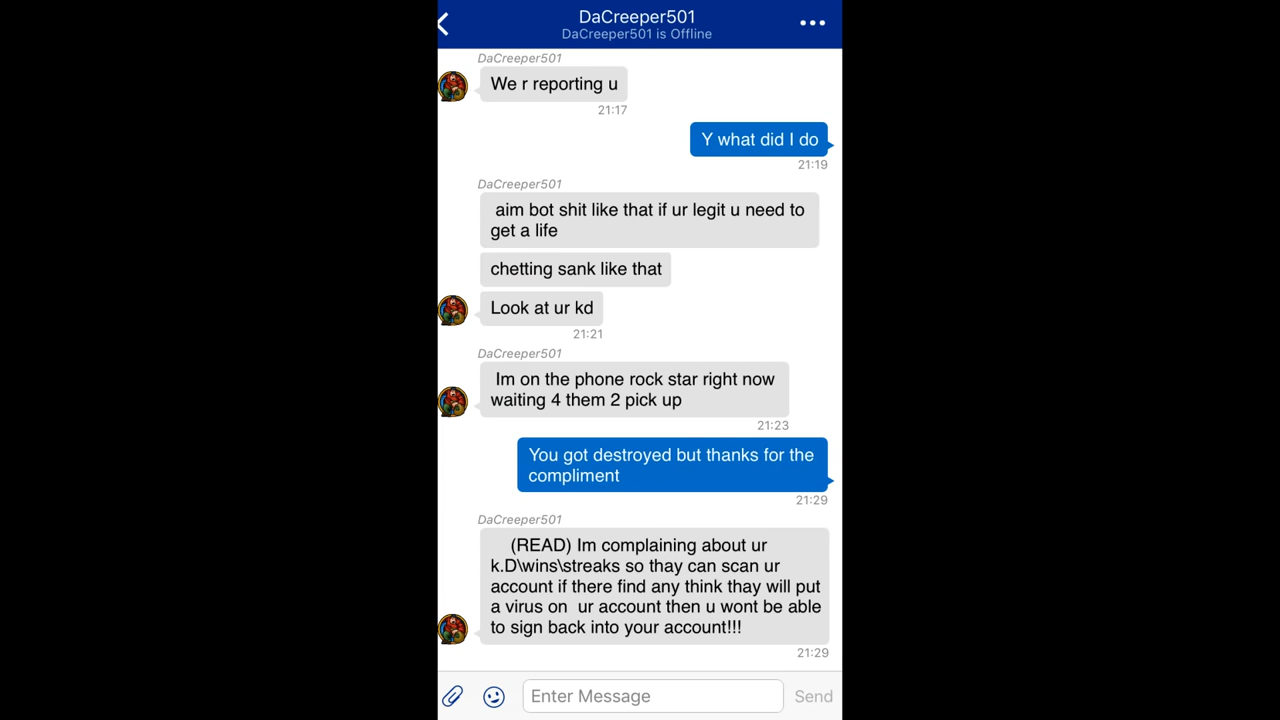 DaCreeper501
DaCreeper501 is Offline
DaCreeper501
We r reporting u
21:17
Y what did I do
21:19
DaCreeper501
aim bot shit like that if ur legit u need to
get a life
chetting sank like that
Look at ur kd
21:21
DaCreeper501
Im on the phone rock star right now
waiting 4 them 2 pick up
21:23
You got destroyed but thanks for the
compliment
21:29
DaCreeper501
(READ) Im complaining about ur
k.D\wins\streaks so thay can scan ur
account if there find any think thay will put
a virus on  ur account then u wont be able
to sign back into your account!!!
21:29
Enter Message
Send